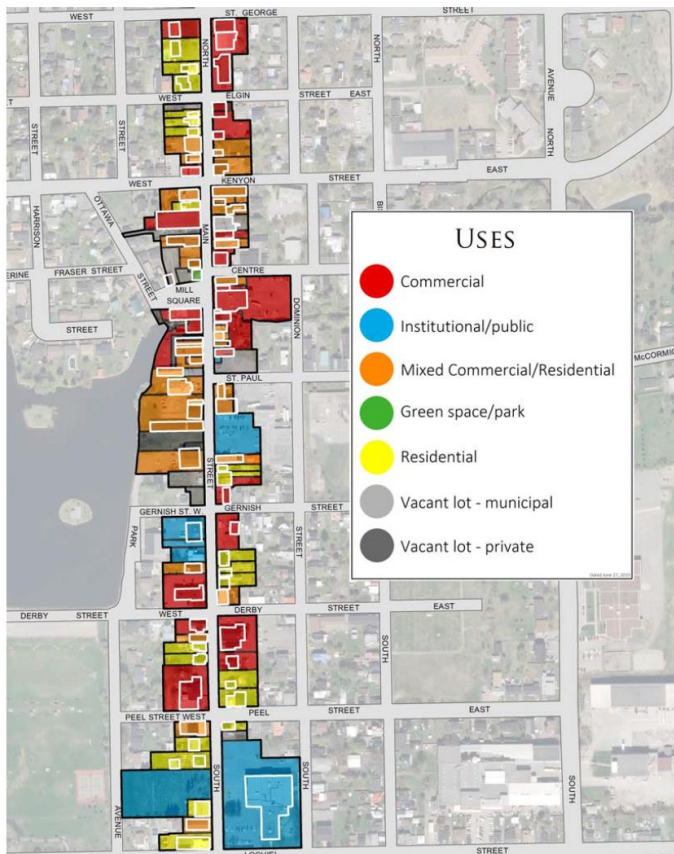 ST. GEORGE
STREET
WEST
NORTH
NORTH
AVENUE
ELGIN
WEST
STREET
EAST
STREET
STREET
NORTH
EAST
KENYON
STREET
WEST
OTTAWA
HARRISON
MAIN
USES
Commercial
Institutional/public
Mixed Commercial/Residential
Green space/park
Residential
Vacant lot - municipal
Vacant lot - private
FRASER STREET
CENTRE
STREET
MILL
SQUARE
DOMINION
STREET
ST. PAUL
STREET
GERNISH ST. W.
GERNISH
STREET
PARK
STREET
DERBY
STREET
WEST
DERBY
STREET
EAST
SOUTH
SOUTH
PEEL STREET WEST
PEEL
STREET
EAST
AVENUE
SOUTH
SOUTH
SOUTH
STREET